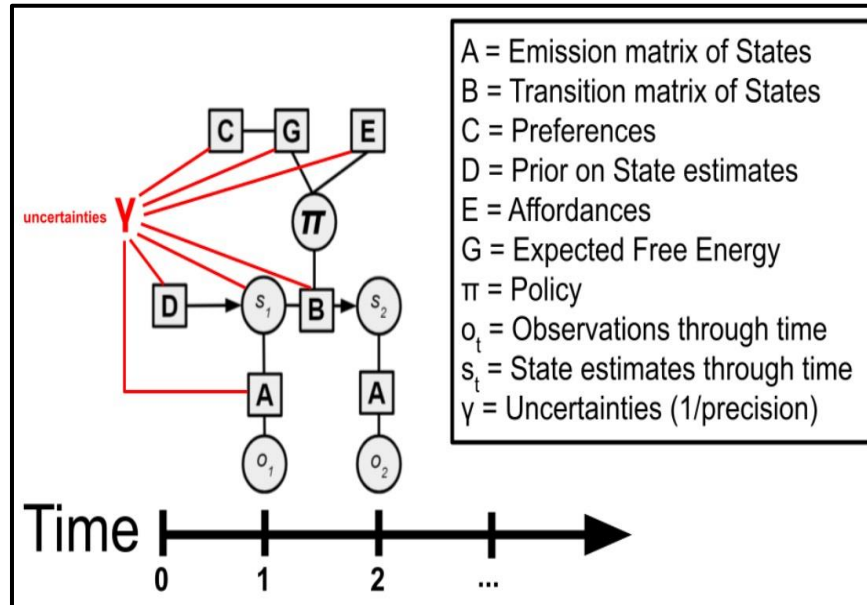 C G E
uncertainties γ
π
D s₁ B s₂
A A
o₁ o₂
Time
0 1 2 ...
A = Emission matrix of States
B = Transition matrix of States
C = Preferences
D = Prior on State estimates
E = Affordances
G = Expected Free Energy
π = Policy
oₜ = Observations through time
sₜ = State estimates through time
γ = Uncertainties (1/precision)